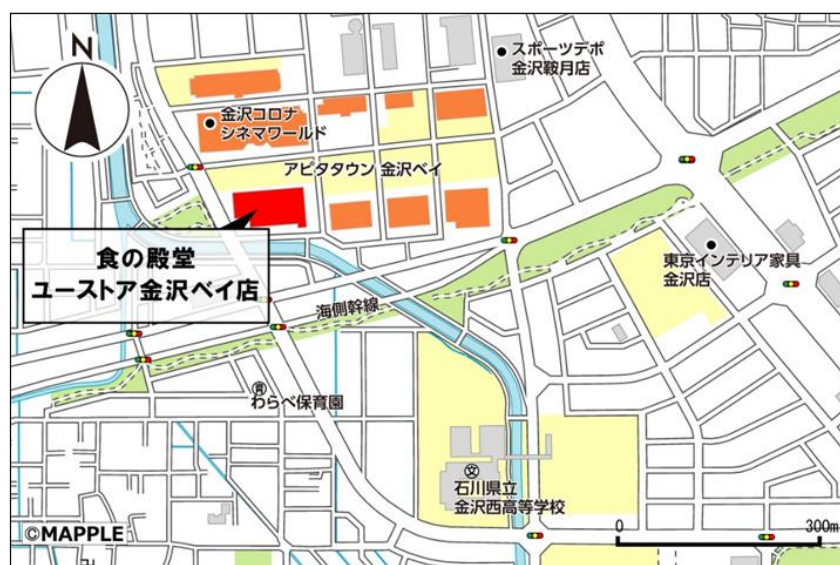 N
スポーツデポ
金沢鞍月店
金沢コロナ
シネマワールド
アピタタウン 金沢ベイ
食の殿堂
ユーストア金沢ベイ店
東京インテリア家具
金沢店
海側幹線
わらべ保育園
石川県立
金沢西高等学校
©MAPPLE
0
300m